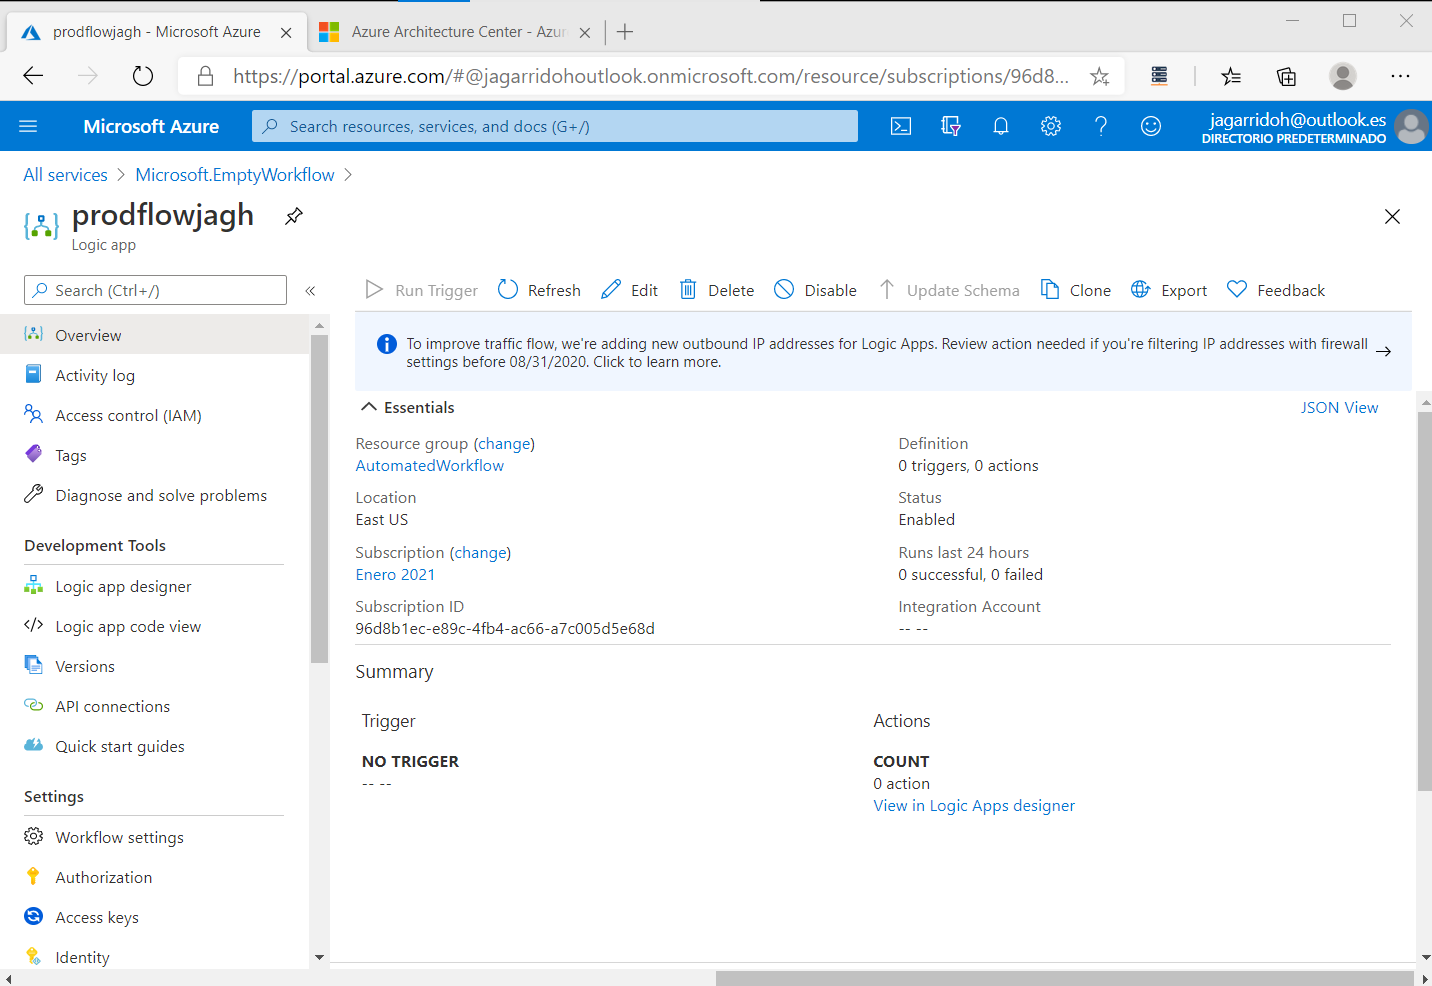 prodflowjagh - Microsoft Azure
Azure Architecture Center - Azur
https://portal.azure.com/#@jagarridohoutlook.onmicrosoft.com/resource/subscriptions/96d8...
Microsoft Azure
Search resources, services, and docs (G+/)
jagarridoh@outlook.es
DIRECTORIO PREDETERMINADO
All services > Microsoft.EmptyWorkflow >
prodflowjagh
Logic app
Search (Ctrl+/)
«
Overview
Activity log
Access control (IAM)
Tags
Diagnose and solve problems
Development Tools
Logic app designer
Logic app code view
Versions
API connections
Quick start guides
Settings
Workflow settings
Authorization
Access keys
Identity
Run Trigger
Refresh
Edit
Delete
Disable
Update Schema
Clone
Export
Feedback
To improve traffic flow, we're adding new outbound IP addresses for Logic Apps. Review action needed if you're filtering IP addresses with firewall
settings before 08/31/2020. Click to learn more.
Essentials
JSON View
Resource group (change)
AutomatedWorkflow
Location
East US
Subscription (change)
Enero 2021
Subscription ID
96d8b1ec-e89c-4fb4-ac66-a7c005d5e68d
Definition
0 triggers, 0 actions
Status
Enabled
Runs last 24 hours
0 successful, 0 failed
Integration Account
-- --
Summary
Trigger
NO TRIGGER
-- --
Actions
COUNT
0 action
View in Logic Apps designer